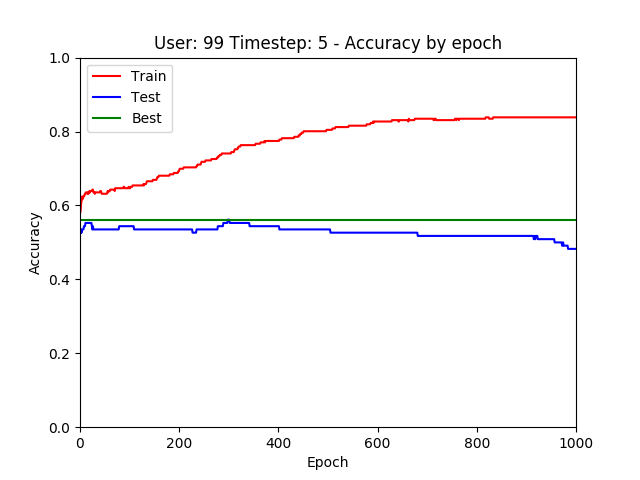 User: 99 Timestep: 5 - Accuracy by epoch
1.0
Train
Test
Best
0.8
0.6
Accuracy
0.4
0.2
0.0
0 200 400 600 800 1000
Epoch